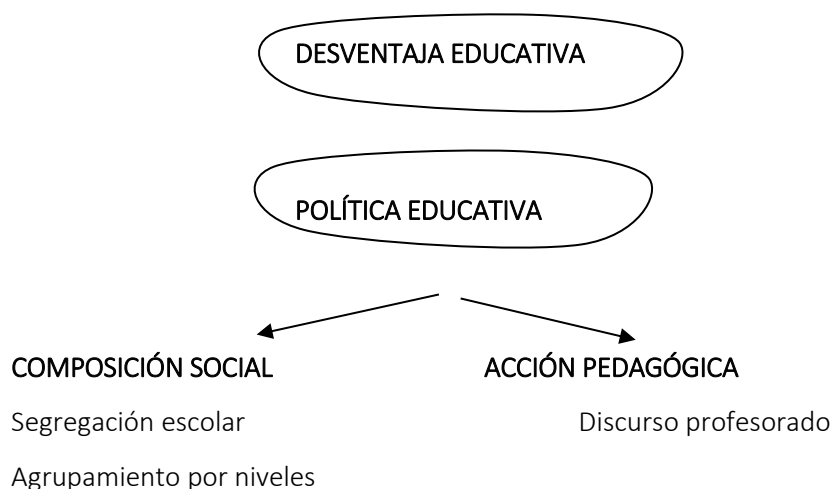 DESVENTAJA EDUCATIVA
POLÍTICA EDUCATIVA
COMPOSICIÓN SOCIAL ACCIÓN PEDAGÓGICA
Segregación escolar Discurso profesorado
Agrupamiento por niveles